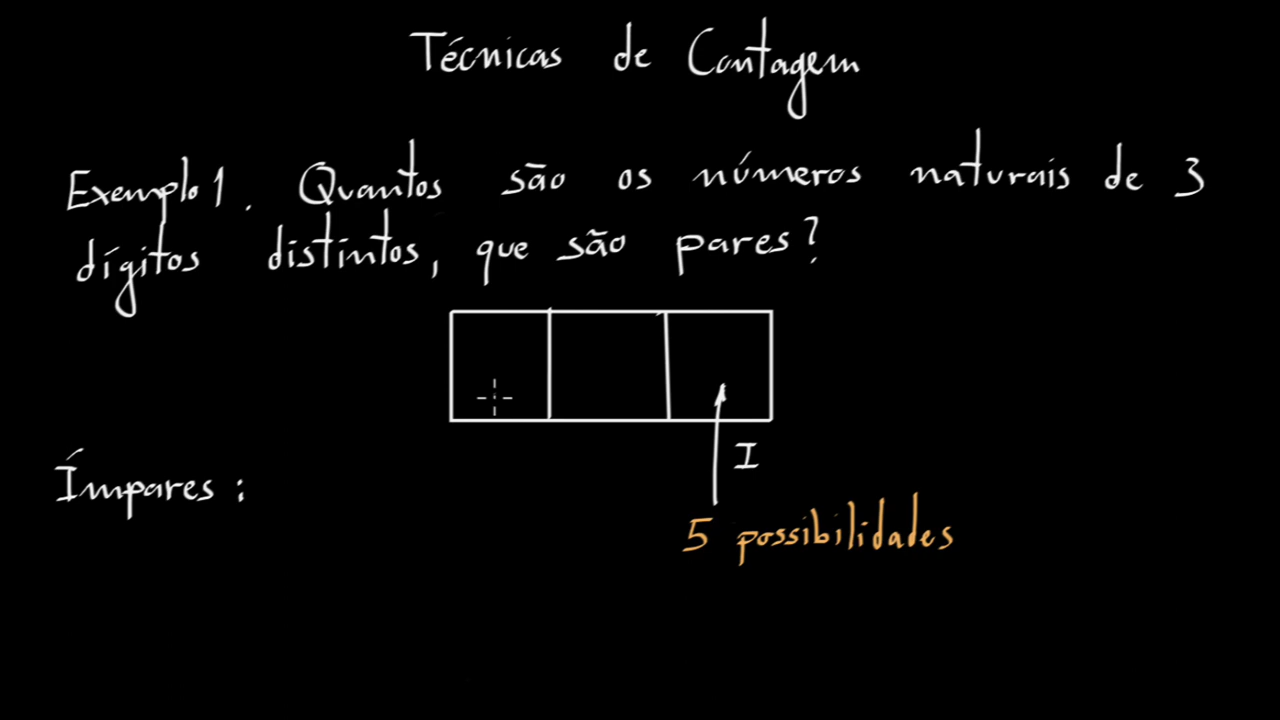 Técnicas de Contagem
Exemplo 1. Quantos são os números naturais de 3
dígitos distintos, que são pares?
I
Ímpares:
5 possibilidades